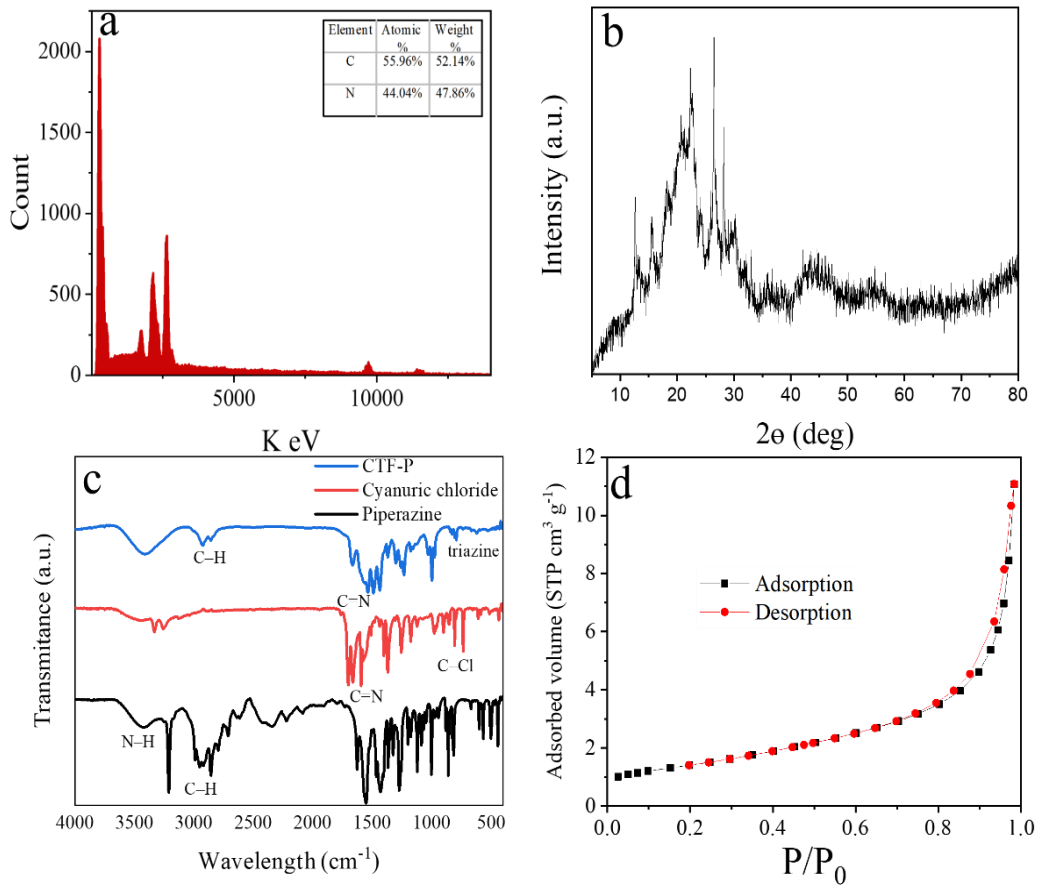 a
Element Atomic % Weight %
C 55.96% 52.14%
N 44.04% 47.86%
2000
1500
1000
500
0
Count
5000 10000
K eV
b
Intensity (a.u.)
10 20 30 40 50 60 70 80
2ɵ (deg)
c
CTF-P
Cyanuric chloride
Piperazine
C–H
triazine
C=N
C–Cl
C=N
N–H
C–H
Transmitance (a.u.)
4000 3500 3000 2500 2000 1500 1000 500
Wavelength (cm-1)
d
12
10
8
6
4
2
0
Adsorbed volume (STP cm3 g-1)
Adsorption
Desorption
0.0 0.2 0.4 0.6 0.8 1.0
P/P0